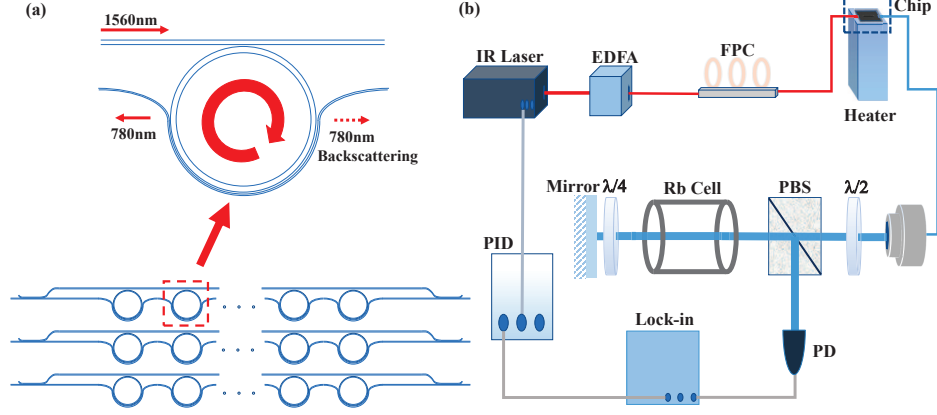 (a)
1560nm
780nm
780nm
Backscattering
(b)
Chip
IR Laser
EDFA
FPC
Heater
Mirror
λ/4
Rb Cell
PBS
λ/2
PID
Lock-in
PD